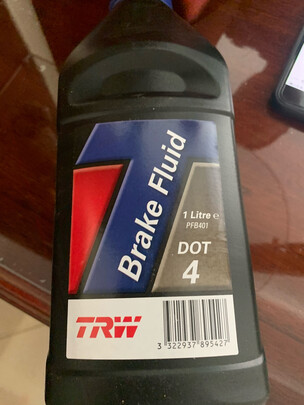 Brake Fluid
1 Litre e
PFB401
DOT
4
TRW
3 322937 895427